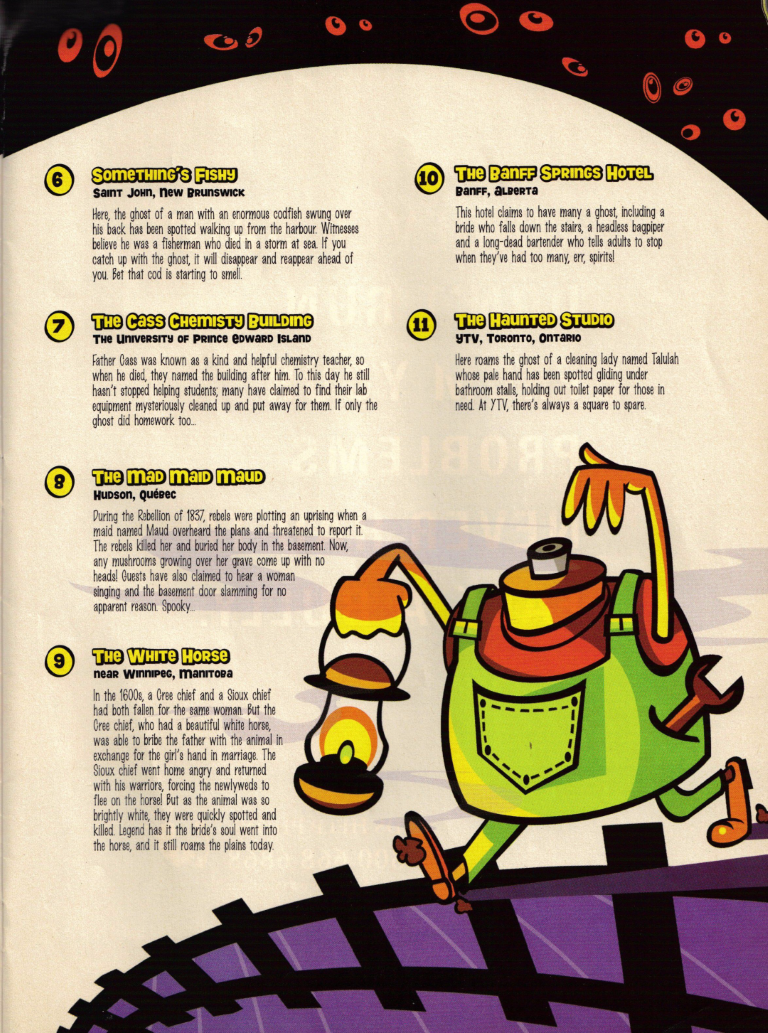 6
Something's Fishy
Saint John, New Brunswick
Here, the ghost of a man with an enormous codfish swung over
his back has been spotted walking up from the harbour. Witnesses
believe he was a fisherman who died in a storm at sea. If you
catch up with the ghost, it will disappear and reappear ahead of
you. Bet that cod is starting to smell.
7
The Cass Chemisty Building
The University of Prince Edward Island
Father Cass was known as a kind and helpful chemistry teacher, so
when he died, they named the building after him. To this day he still
hasn't stopped helping students; many have claimed to find their lab
equipment mysteriously cleaned up and put away for them. If only the
ghost did homework too...
8
The Mad Maid Maud
Hudson, Québec
During the Rebellion of 1837, rebels were plotting an uprising when a
maid named Maud overheard the plans and threatened to report it.
The rebels killed her and buried her body in the basement. Now,
any mushrooms growing over her grave come up with no
heads! Guests have also claimed to hear a woman
singing and the basement door slamming for no
apparent reason. Spooky...
9
The White Horse
near Winnipeg, Manitoba
In the 1600s, a Cree chief and a Sioux chief
had both fallen for the same woman. But the
Cree chief, who had a beautiful white horse,
was able to bribe the father with the animal in
exchange for the girl's hand in marriage. The
Sioux chief went home angry and returned
with his warriors, forcing the newlyweds to
flee on the horse! But as the animal was so
brightly white, they were quickly spotted and
killed. Legend has it the bride's soul went into
the horse, and it still roams the plains today.
10
The Banff Springs Hotel
Banff, Alberta
This hotel claims to have many a ghost, including a
bride who falls down the stairs, a headless bagpiper
and a long-dead bartender who tells adults to stop
when they've had too many, err, spirits!
11
The Haunted Studio
YTV, Toronto, Ontario
Here roams the ghost of a cleaning lady named Talulah
whose pale hand has been spotted gliding under
bathroom stalls, holding out toilet paper for those in
need. At YTV, there's always a square to spare.